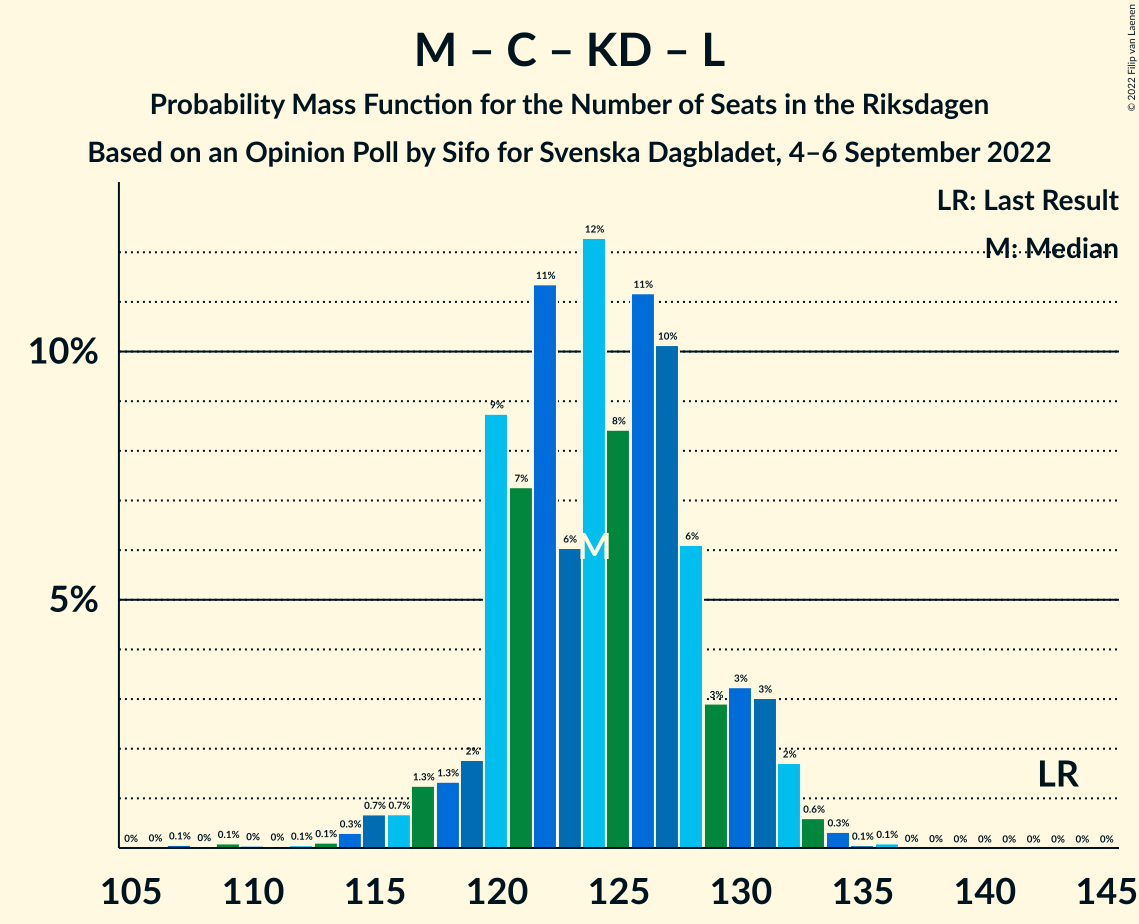 M – C – KD – L
Probability Mass Function for the Number of Seats in the Riksdagen
Based on an Opinion Poll by Sifo for Svenska Dagbladet, 4–6 September 2022
© 2022 Filip van Laenen
LR: Last Result
M: Median
10%
5%
0% 0% 0.1% 0% 0.1% 0% 0% 0.1% 0.1% 0.3% 0.7% 0.7% 1.3% 1.3% 2% 9% 7% 11% 6% 12% 8% 11% 10% 6% 3% 3% 3% 2% 0.6% 0.3% 0.1% 0.1% 0% 0% 0% 0% 0% 0% 0% 0% 0%
M
LR
105 110 115 120 125 130 135 140 145